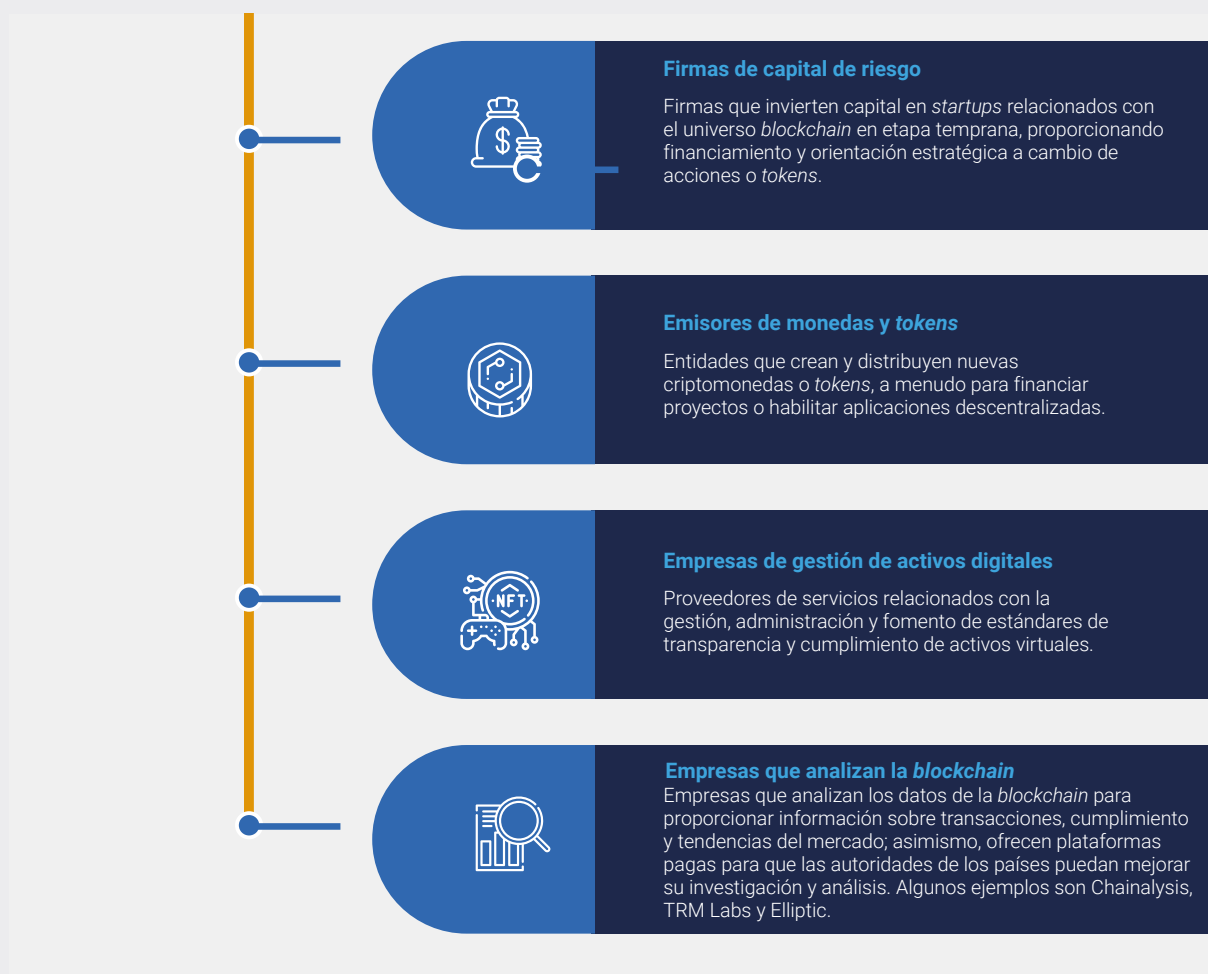 Firmas de capital de riesgo
Firmas que invierten capital en startups relacionados con
el universo blockchain en etapa temprana, proporcionando
financiamiento y orientación estratégica a cambio de
acciones o tokens.
$
Emisores de monedas y tokens
Entidades que crean y distribuyen nuevas
criptomonedas o tokens, a menudo para financiar
proyectos o habilitar aplicaciones descentralizadas.
Empresas de gestión de activos digitales
Proveedores de servicios relacionados con la
gestión, administración y fomento de estándares de
transparencia y cumplimiento de activos virtuales.
NFT
Empresas que analizan la blockchain
Empresas que analizan los datos de la blockchain para
proporcionar información sobre transacciones, cumplimiento
y tendencias del mercado; asimismo, ofrecen plataformas
pagas para que las autoridades de los países puedan mejorar
su investigación y análisis. Algunos ejemplos son Chainalysis,
TRM Labs y Elliptic.